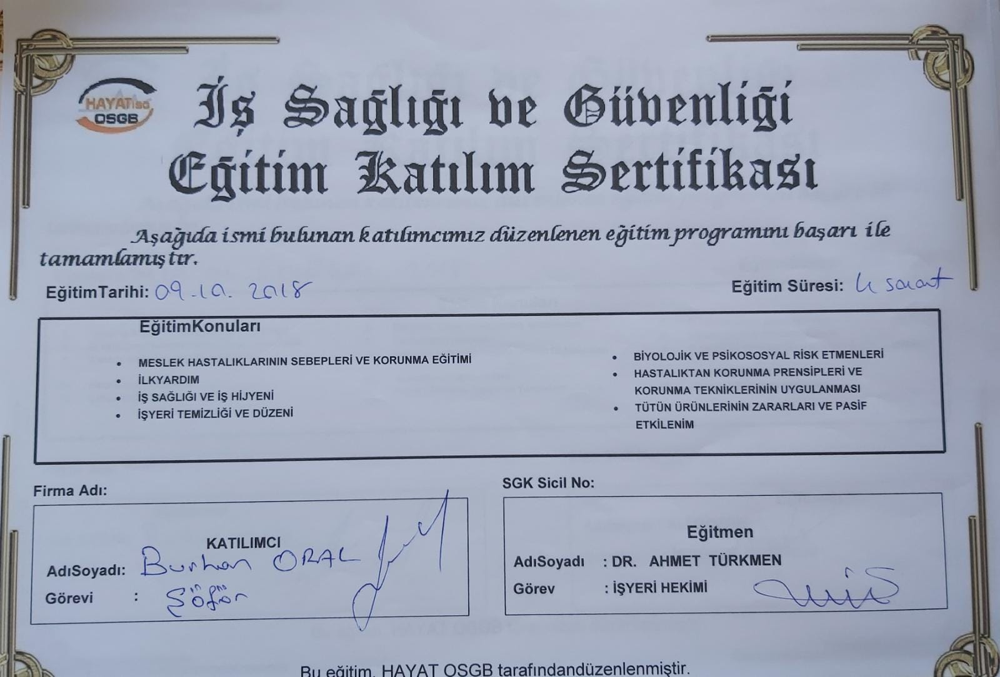 HAYATisg
OSGB
İş Sağlığı ve Güvenliği
Eğitim Katılım Sertifikası
Aşağıda ismi bulunan katılımcımız düzenlenen eğitim programını başarı ile
tamamlamıştır.
EğitimTarihi: 09.10.2018
Eğitim Süresi: 4 saat
EğitimKonuları
• MESLEK HASTALIKLARININ SEBEPLERİ VE KORUNMA EĞİTİMİ
• İLKYARDIM
• İŞ SAĞLIĞI VE İŞ HİJYENİ
• İŞYERİ TEMİZLİĞİ VE DÜZENİ
• BİYOLOJİK VE PSİKOSOSYAL RİSK ETMENLERİ
• HASTALIKTAN KORUNMA PRENSİPLERİ VE
KORUNMA TEKNİKLERİNİN UYGULANMASI
• TÜTÜN ÜRÜNLERİNİN ZARARLARI VE PASİF
ETKİLENİM
Firma Adı:
KATILIMCI
AdıSoyadı: Burhan ORAL
Görevi : Şöför
SGK Sicil No:
Eğitmen
AdıSoyadı : DR. AHMET TÜRKMEN
Görev : İŞYERİ HEKİMİ
Bu eğitim, HAYAT OSGB tarafındandüzenlenmiştir.